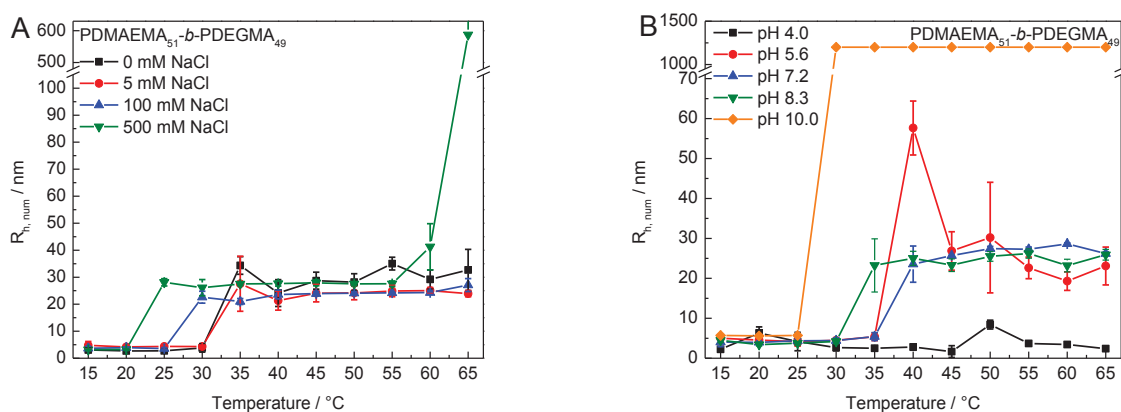 A
PDMAEMA51-b-PDEGMA49
0 mM NaCl
5 mM NaCl
100 mM NaCl
500 mM NaCl
600
500
100
90
80
70
60
50
40
30
20
10
0
Rh, num / nm
15 20 25 30 35 40 45 50 55 60 65
Temperature / °C
B
PDMAEMA51-b-PDEGMA49
pH 4.0
pH 5.6
pH 7.2
pH 8.3
pH 10.0
1500
1000
70
60
50
40
30
20
10
0
Rh, num / nm
15 20 25 30 35 40 45 50 55 60 65
Temperature / °C